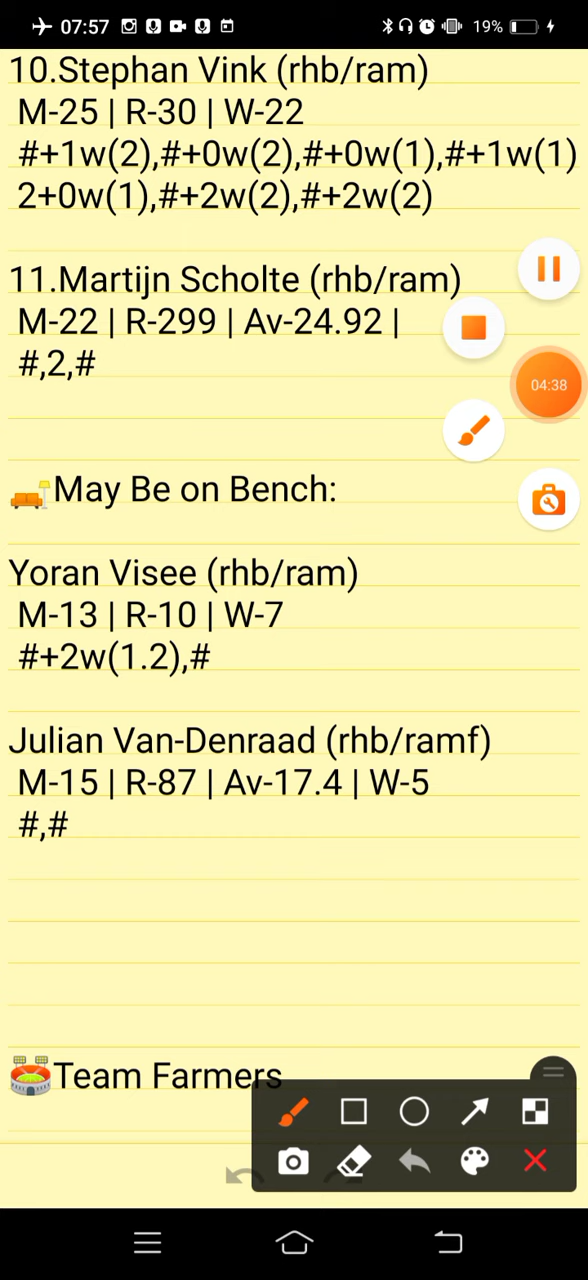 07:57
19%
10.Stephan Vink (rhb/ram)
M-25 | R-30 | W-22
#+1w(2),#+0w(2),#+0w(1),#+1w(1)
2+0w(1),#+2w(2),#+2w(2)
11.Martijn Scholte (rhb/ram)
M-22 | R-299 | Av-24.92 |
#,2,#
04:38
May Be on Bench:
Yoran Visee (rhb/ram)
M-13 | R-10 | W-7
#+2w(1.2),#
Julian Van-Denraad (rhb/ramf)
M-15 | R-87 | Av-17.4 | W-5
#,#
Team Farmers